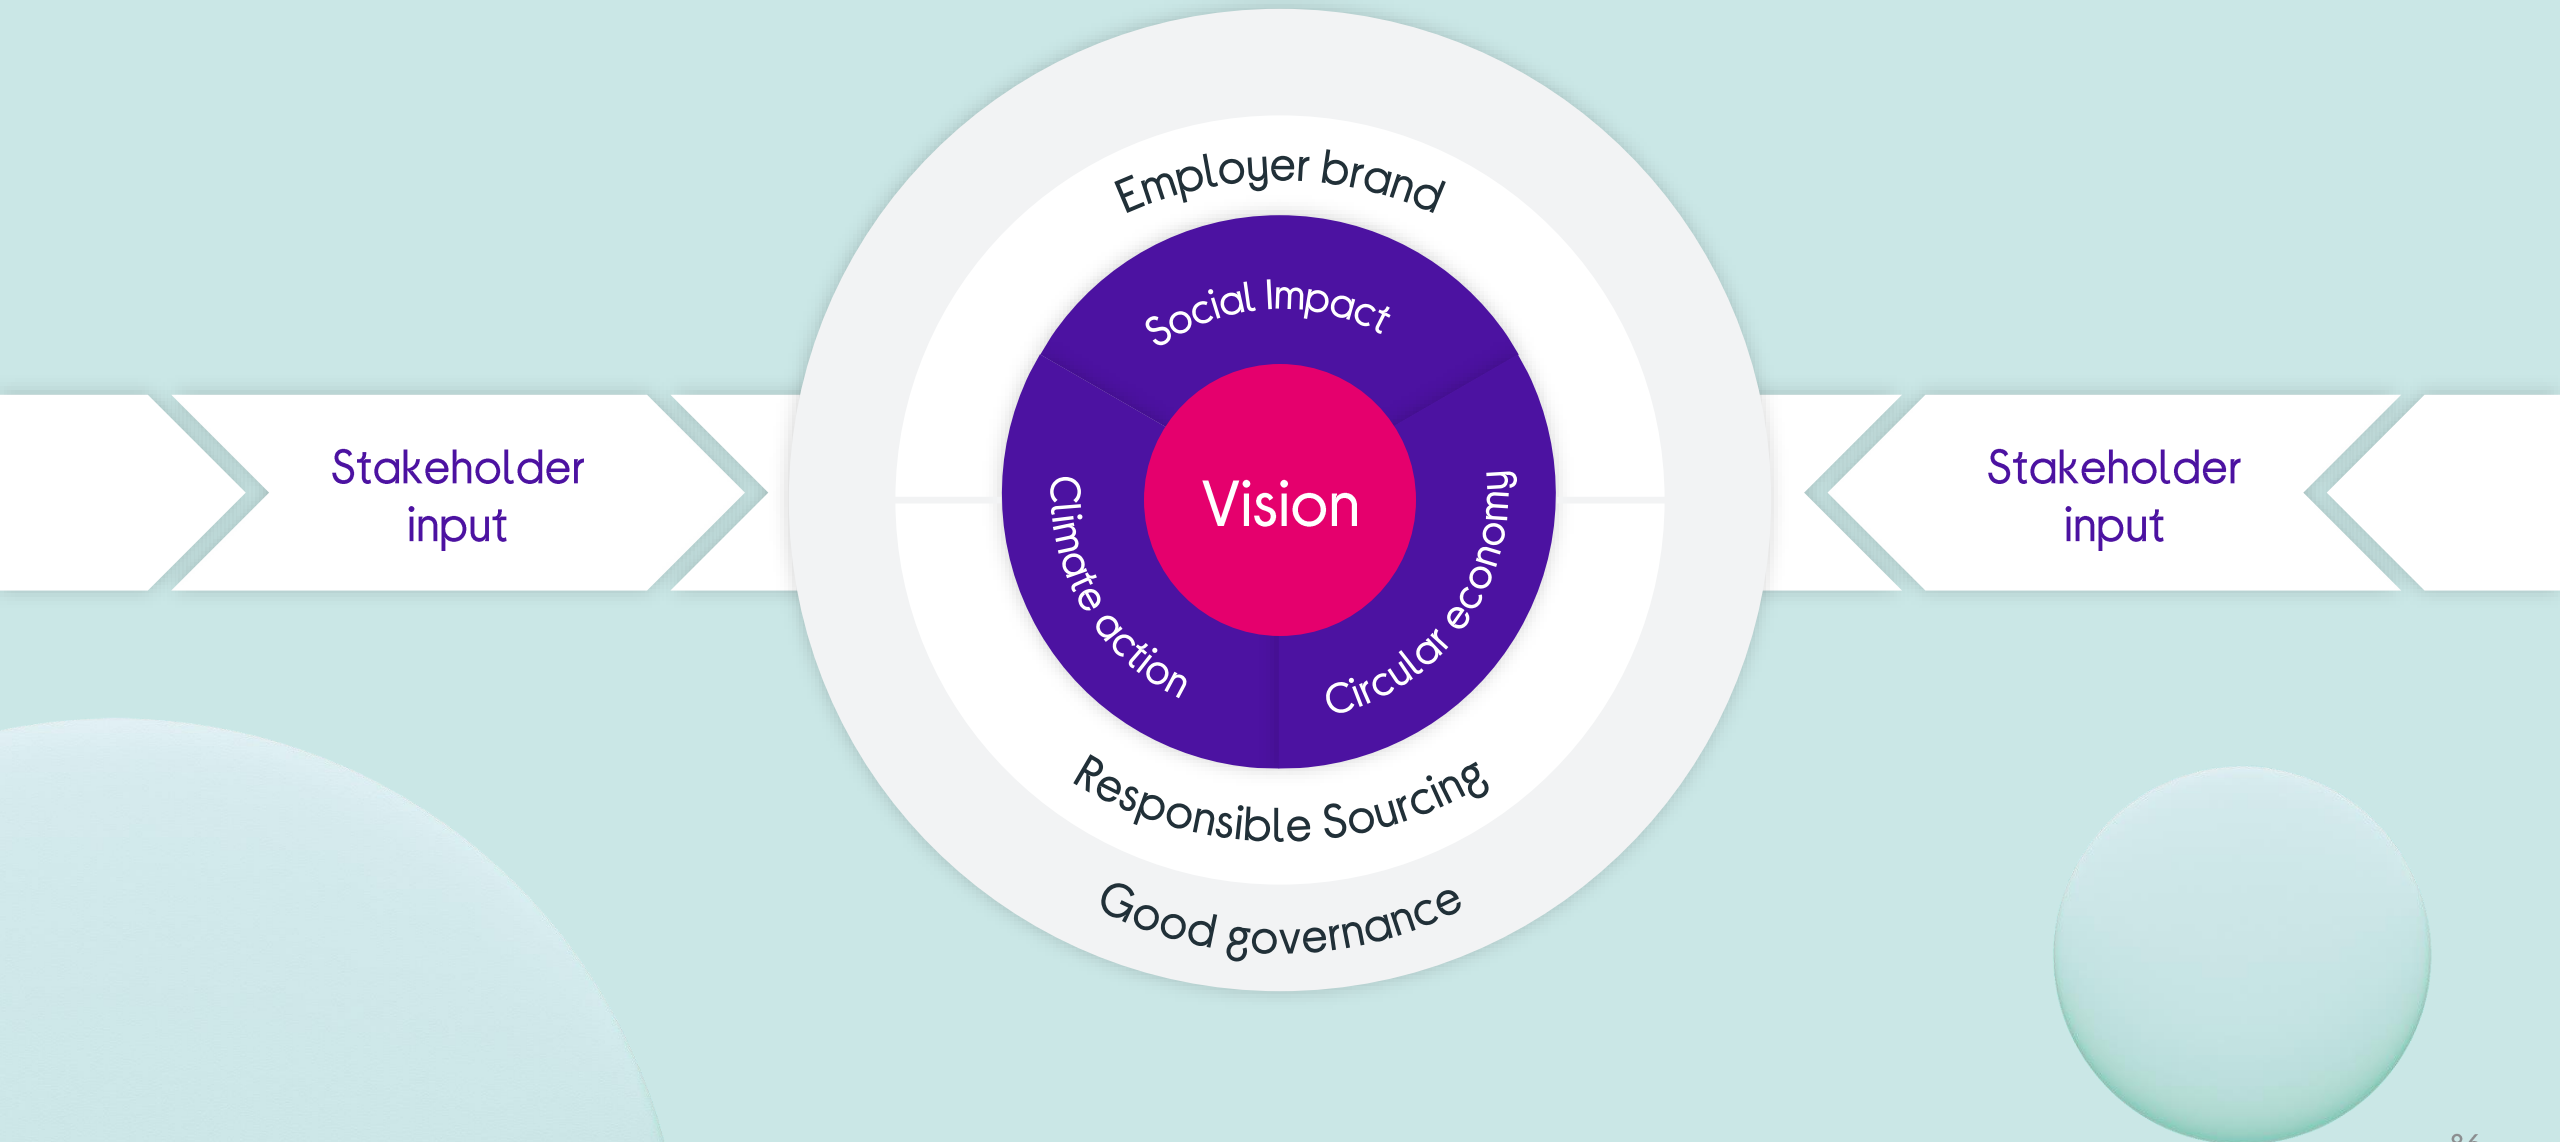 Employer brand
Social Impact
Stakeholder
input
Vision
Climate action
Circular economy
Stakeholder
input
Responsible Sourcing
Good governance